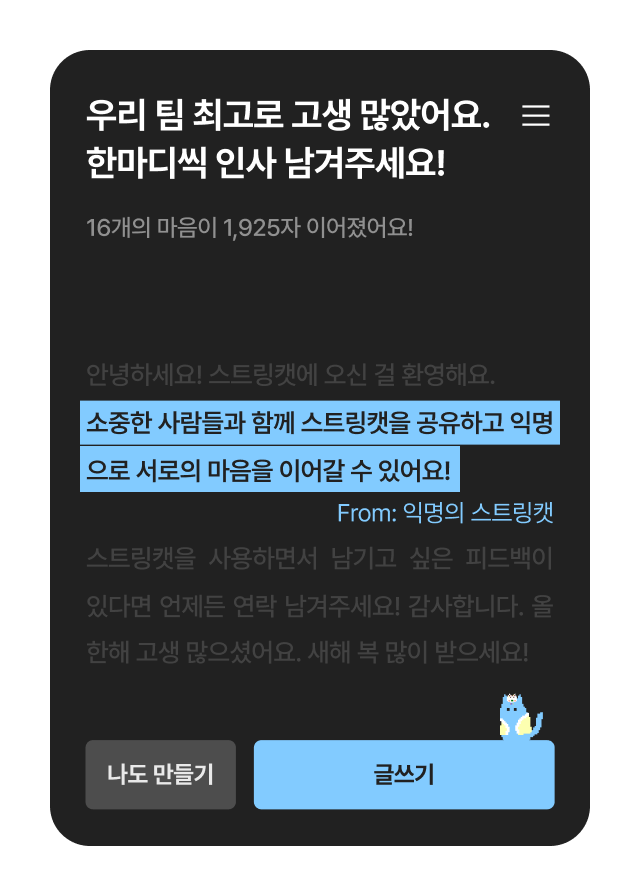 우리 팀 최고로 고생 많았어요.
한마디씩 인사 남겨주세요!
16개의 마음이 1,925자 이어졌어요!
안녕하세요! 스트링캣에 오신 걸 환영해요.
소중한 사람들과 함께 스트링캣을 공유하고 익명
으로 서로의 마음을 이어갈 수 있어요!
From: 익명의 스트링캣
스트링캣을 사용하면서 남기고 싶은 피드백이
있다면 언제든 연락 남겨주세요! 감사합니다. 올
한해 고생 많으셨어요. 새해 복 많이 받으세요!
나도 만들기
글쓰기